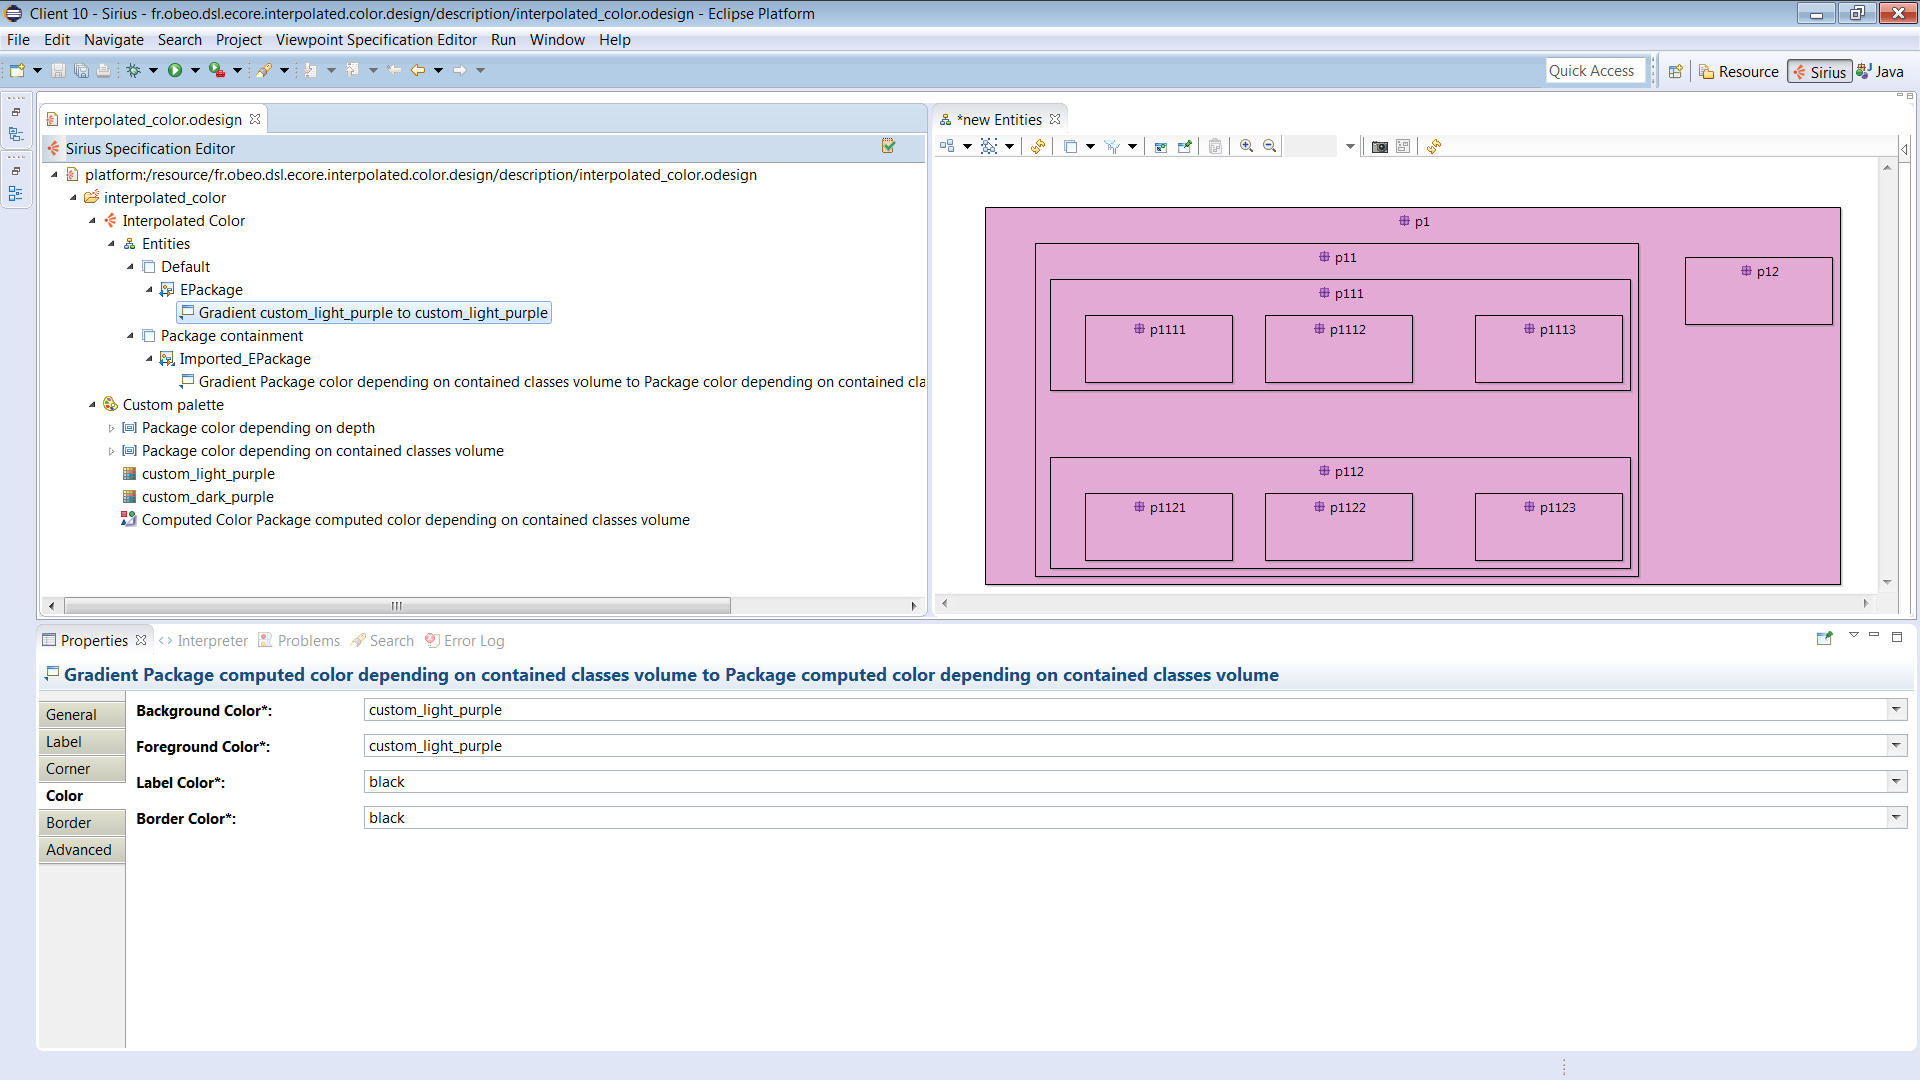 Client 10 - Sirius - fr.obeo.dsl.ecore.interpolated.color.design/description/interpolated_color.odesign - Eclipse Platform
File Edit Navigate Search Project Viewpoint Specification Editor Run Window Help
Quick Access Resource Sirius Java
interpolated_color.odesign
Sirius Specification Editor
platform:/resource/fr.obeo.dsl.ecore.interpolated.color.design/description/interpolated_color.odesign
interpolated_color
Interpolated Color
Entities
Default
EPackage
Gradient custom_light_purple to custom_light_purple
Package containment
Imported_EPackage
Gradient Package color depending on contained classes volume to Package color depending on contained cla
Custom palette
Package color depending on depth
Package color depending on contained classes volume
custom_light_purple
custom_dark_purple
Computed Color Package computed color depending on contained classes volume
*new Entities
p1
p11
p12
p111
p1111 p1112 p1113
p112
p1121 p1122 p1123
Properties Interpreter Problems Search Error Log
Gradient Package computed color depending on contained classes volume to Package computed color depending on contained classes volume
General
Label
Corner
Color
Border
Advanced
Background Color*: custom_light_purple
Foreground Color*: custom_light_purple
Label Color*: black
Border Color*: black